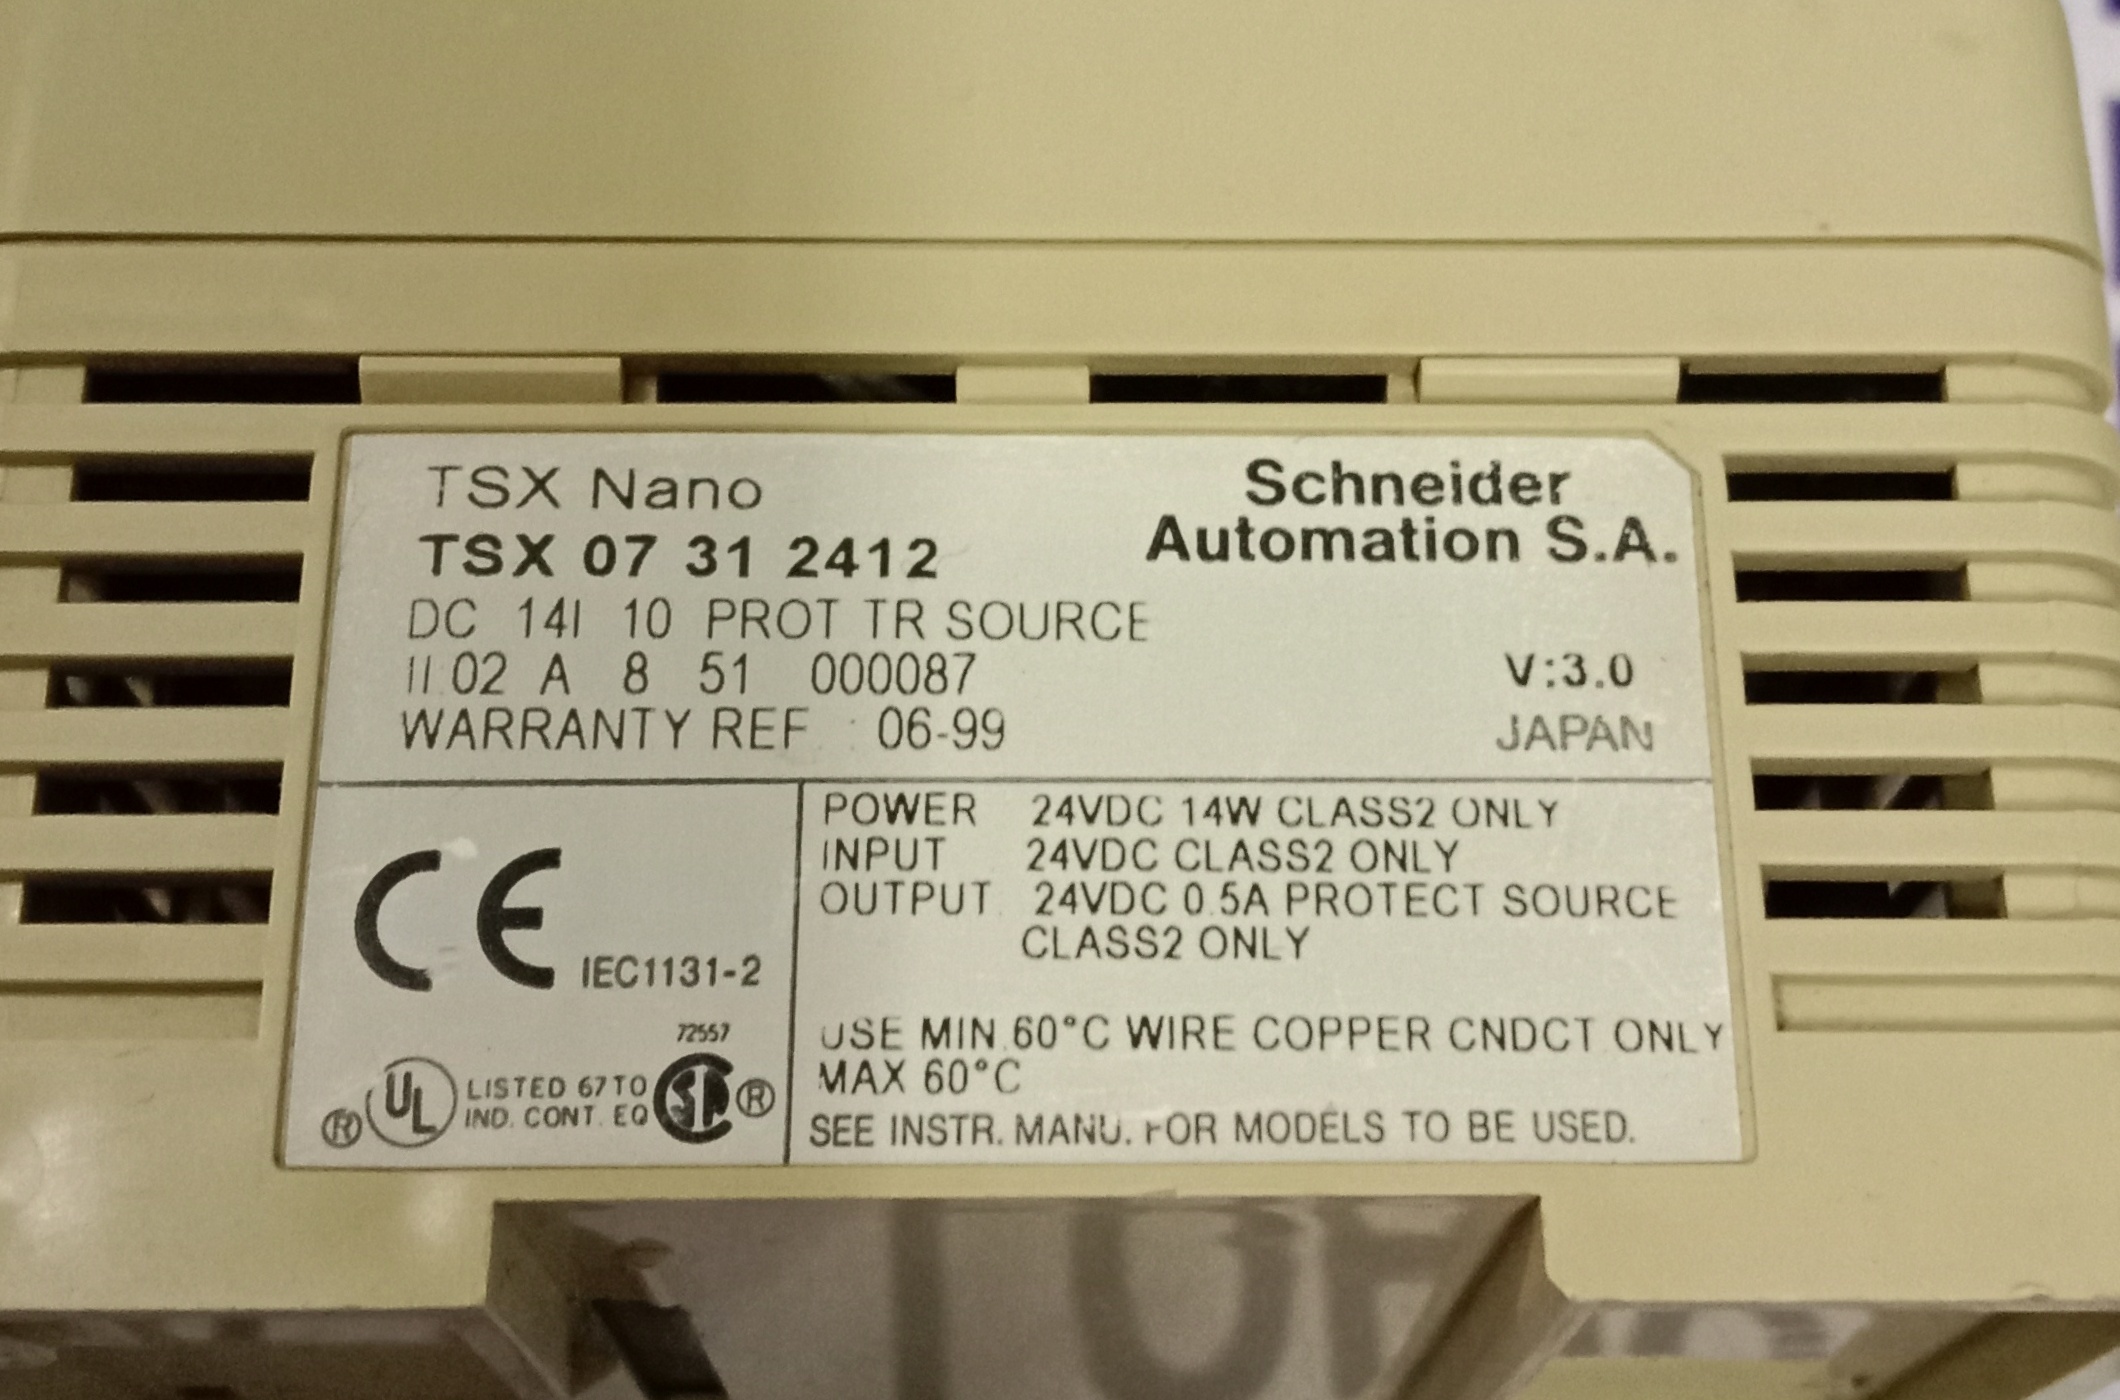 TSX Nano
TSX 07 31 2412
DC 14I 10 PROT TR SOURCE
II 02 A 8 51 000087
WARRANTY REF : 06-99
Schneider
Automation S.A.
V:3.0
JAPAN
CE IEC1131-2
72557
® UL LISTED 67TO SA ®
IND. CONT. EQ
POWER 24VDC 14W CLASS2 ONLY
INPUT 24VDC CLASS2 ONLY
OUTPUT 24VDC 0.5A PROTECT SOURCE
CLASS2 ONLY
USE MIN.60°C WIRE COPPER CNDCT ONLY
MAX 60°C
SEE INSTR. MANU. FOR MODELS TO BE USED.